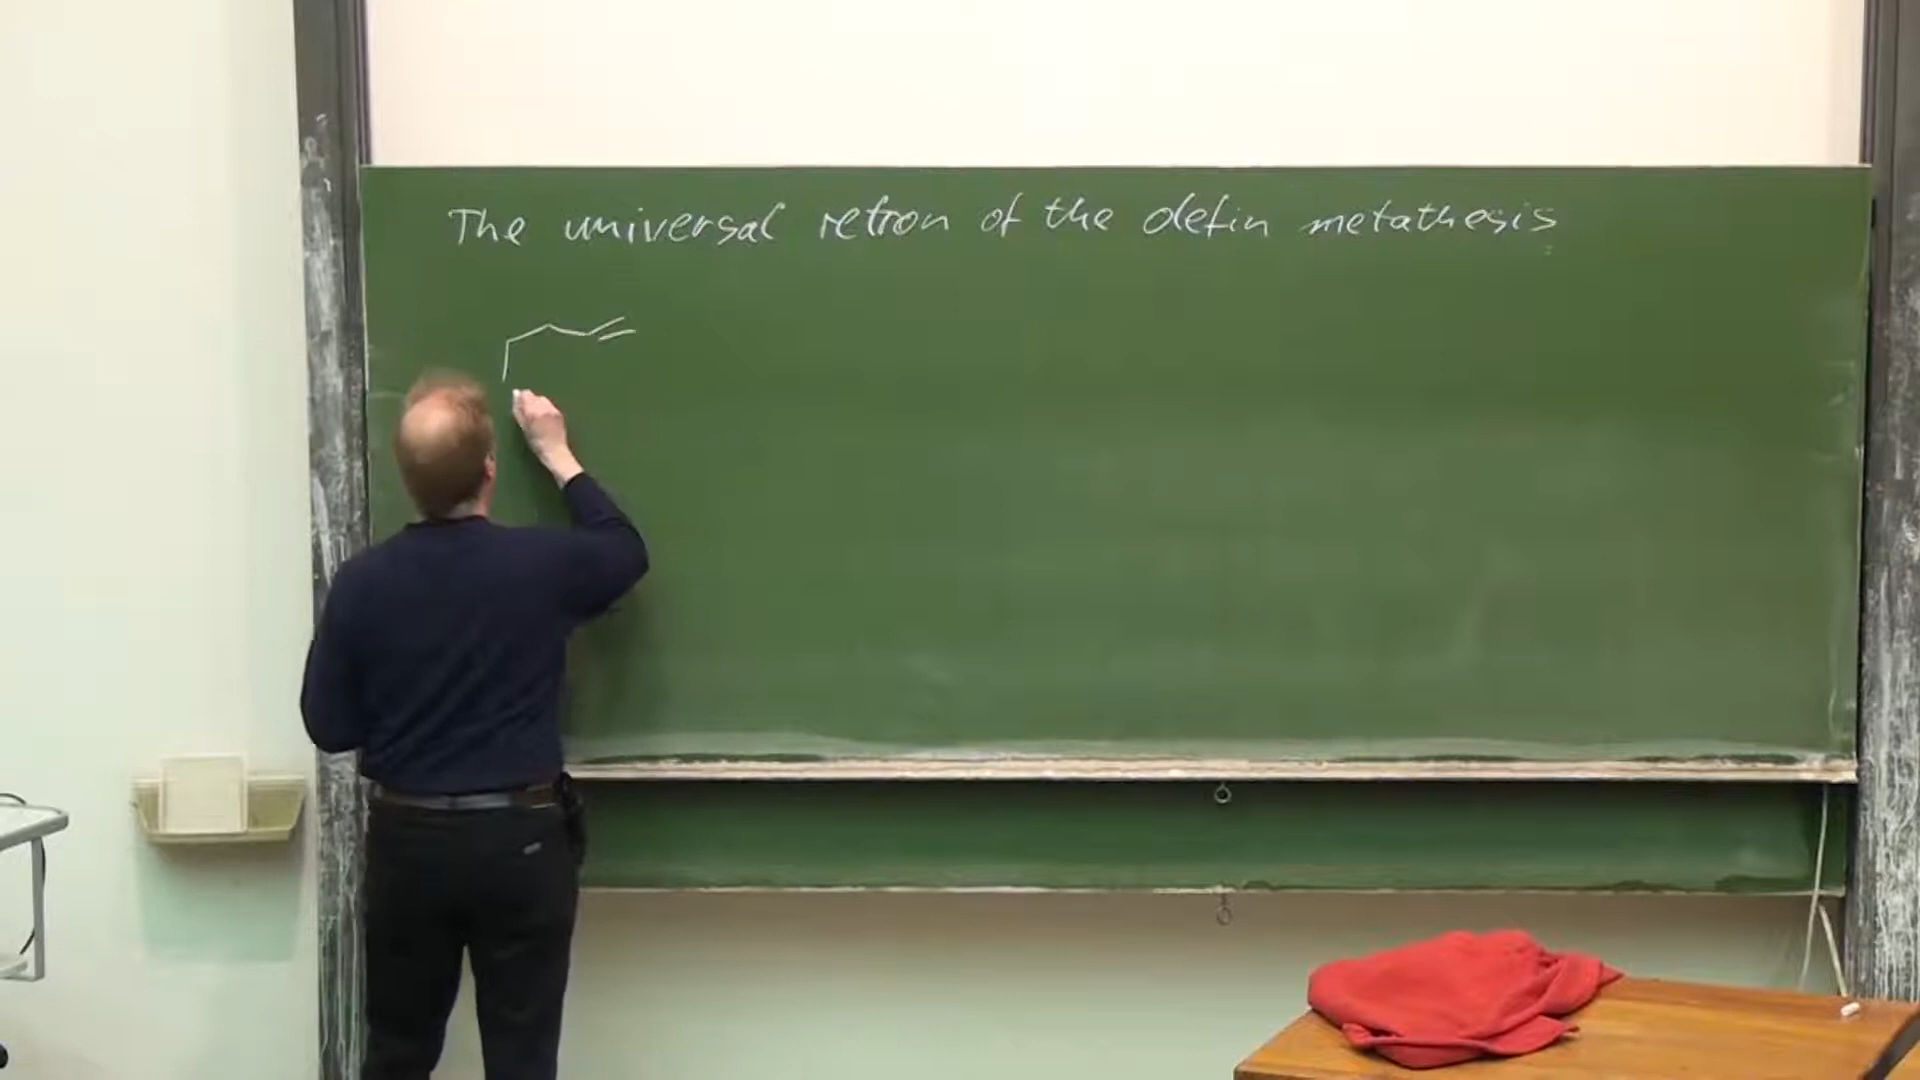 The universal retron of the olefin metathesis